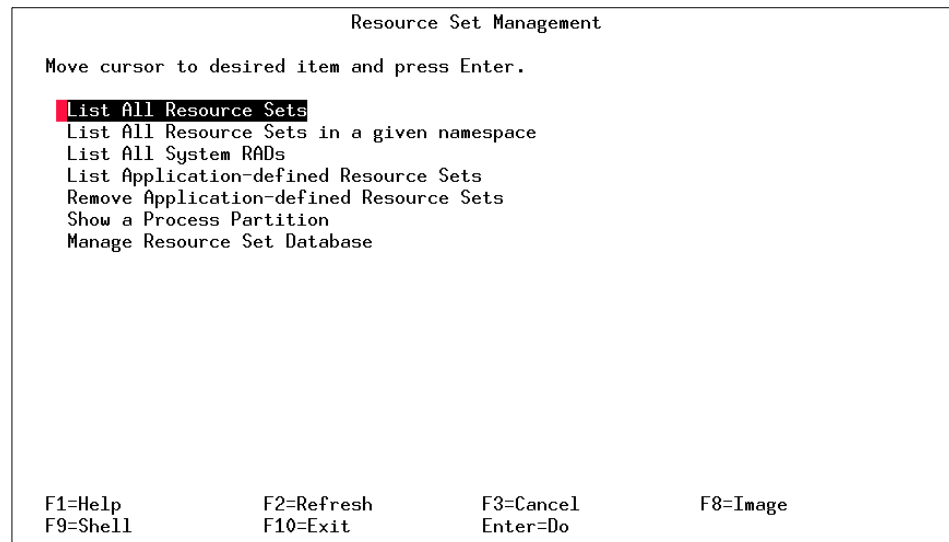 Resource Set Management
Move cursor to desired item and press Enter.
List All Resource Sets
List All Resource Sets in a given namespace
List All System RADs
List Application-defined Resource Sets
Remove Application-defined Resource Sets
Show a Process Partition
Manage Resource Set Database
F1=Help F2=Refresh F3=Cancel F8=Image
F9=Shell F10=Exit Enter=Do